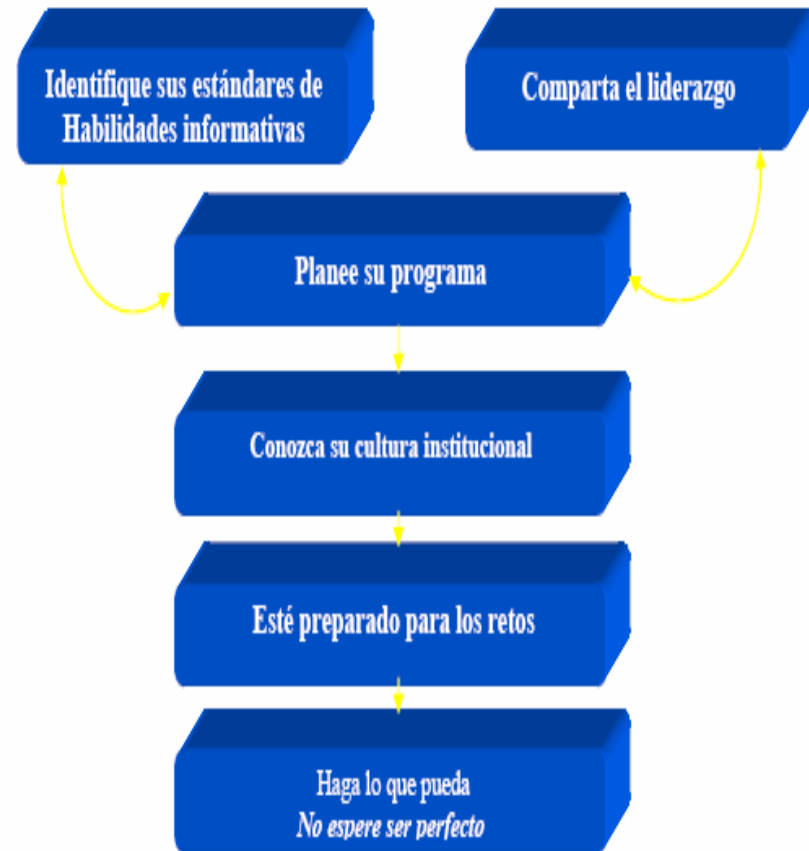 Identifique sus estándares de
Habilidades informativas
Comparta el liderazgo
Planee su programa
Conozca su cultura institucional
Esté preparado para los retos
Haga lo que pueda
No espere ser perfecto